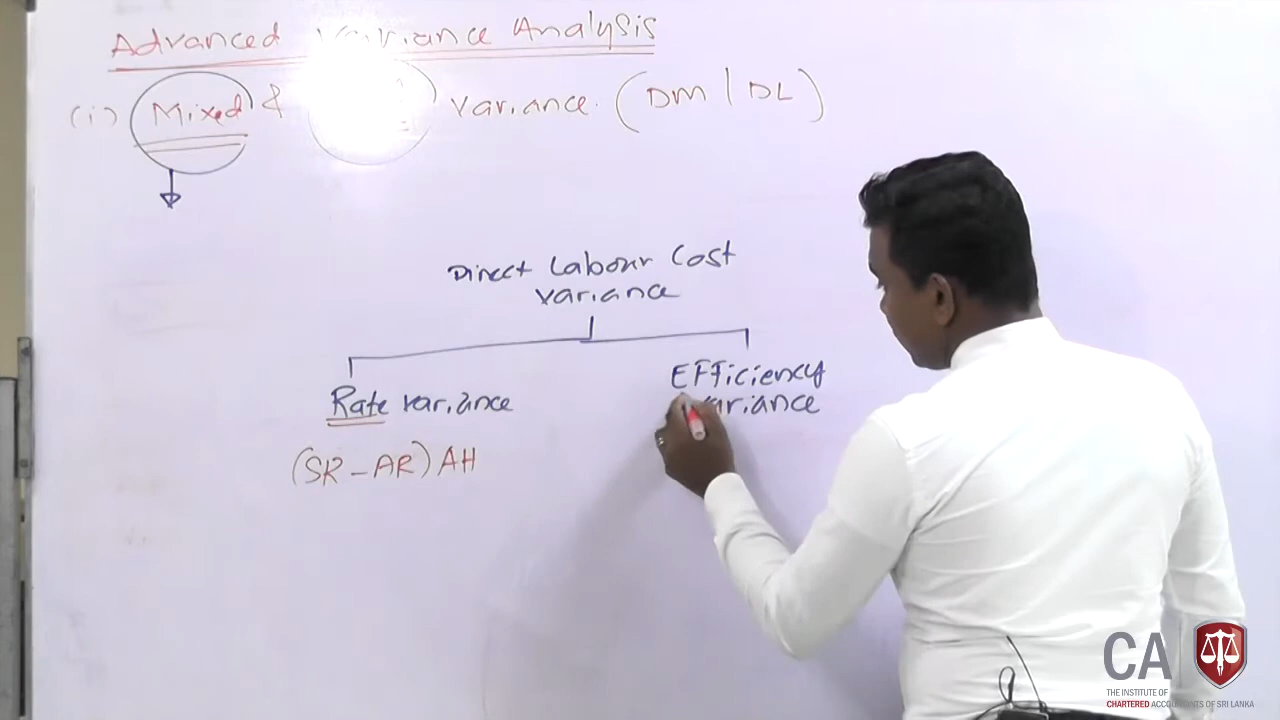 Advanced Variance Analysis
(i) Mixed & variance. (DM | DL)
Direct Labour Cost
variance
Rate variance
Efficiency
variance
(SR - AR) AH
CA
THE INSTITUTE OF
CHARTERED ACCOUNTANTS OF SRI LANKA